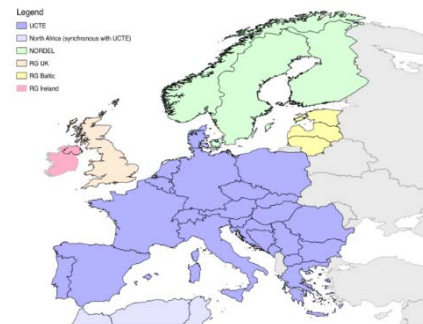 Legend
UCTE
North Africa (synchronous with UCTE)
NORDEL
RG UK
RG Baltic
RG Ireland